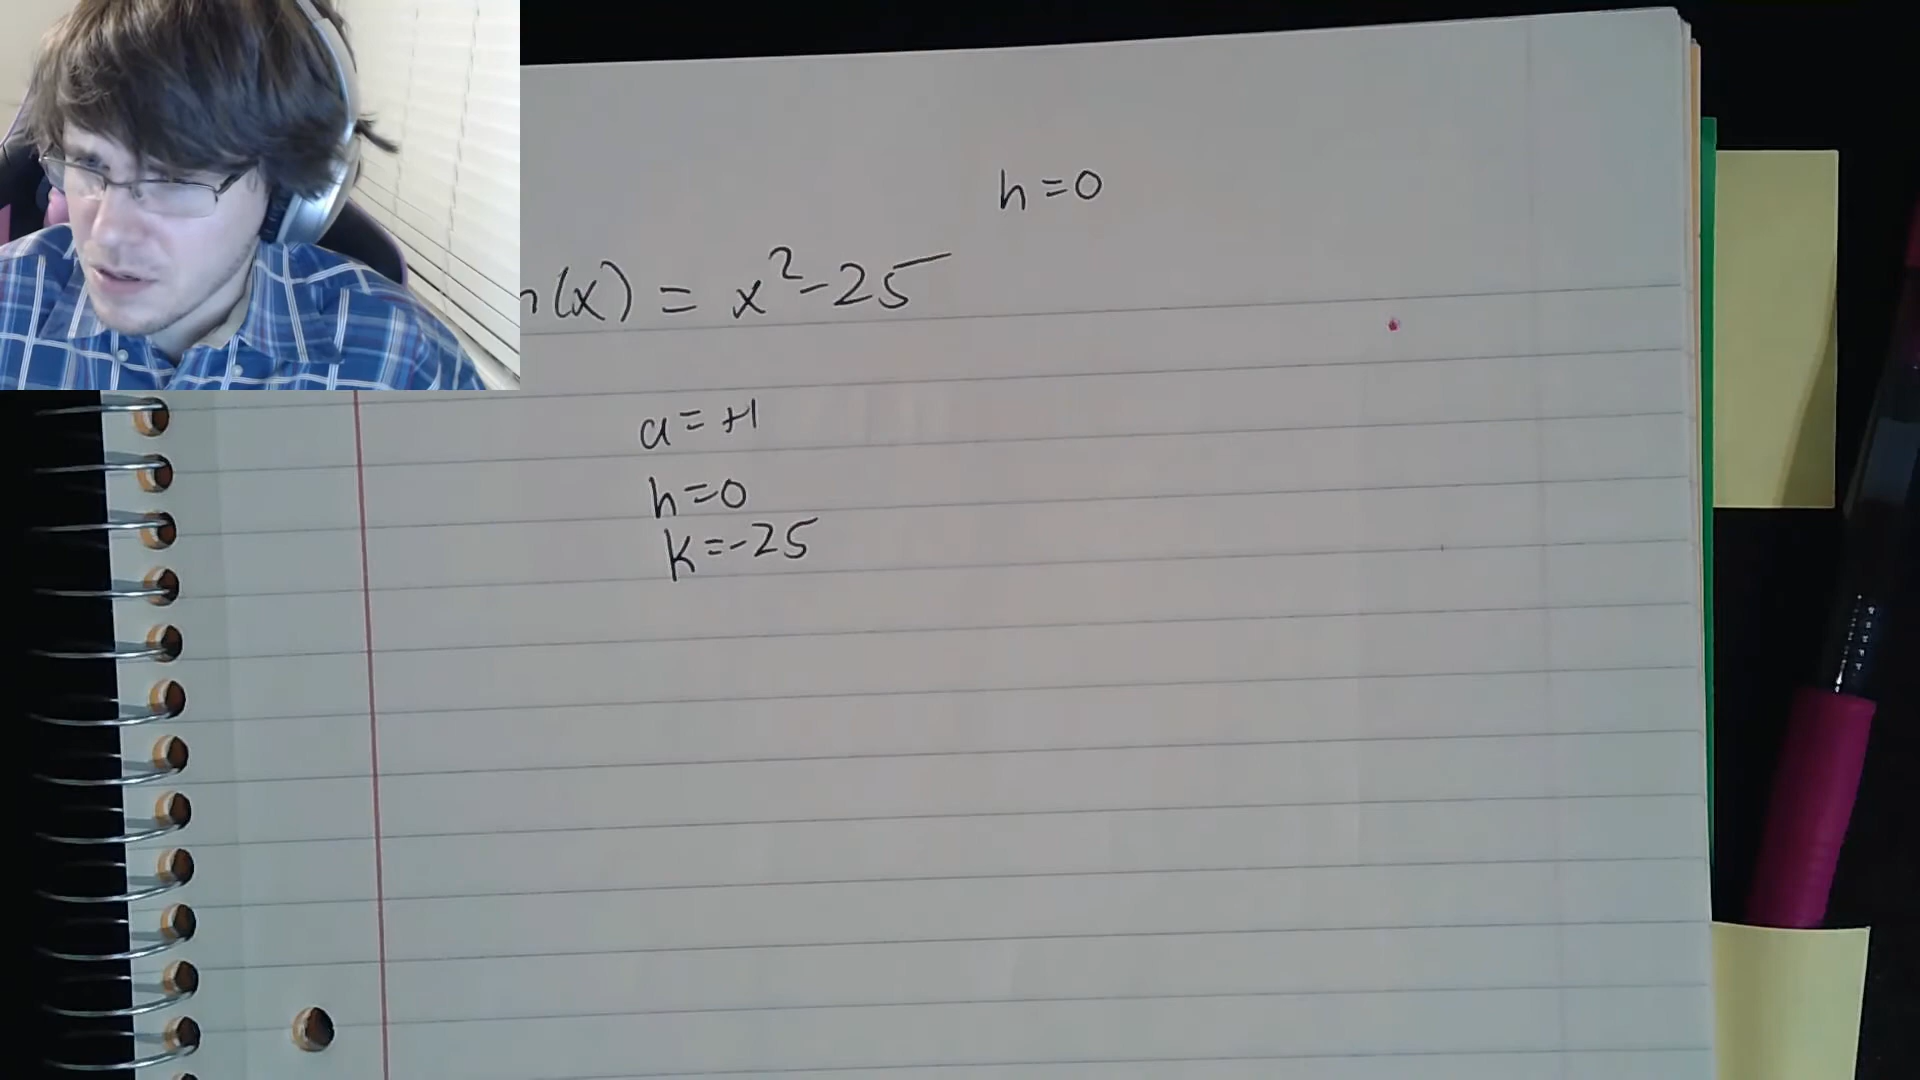 h=0
(x) = x²-25
a=+1
h=0
k=-25